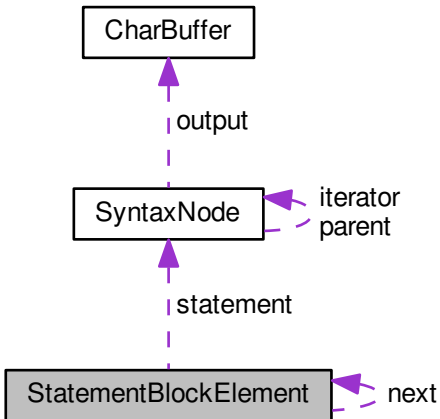 CharBuffer
output
SyntaxNode
iterator
parent
statement
StatementBlockElement
next